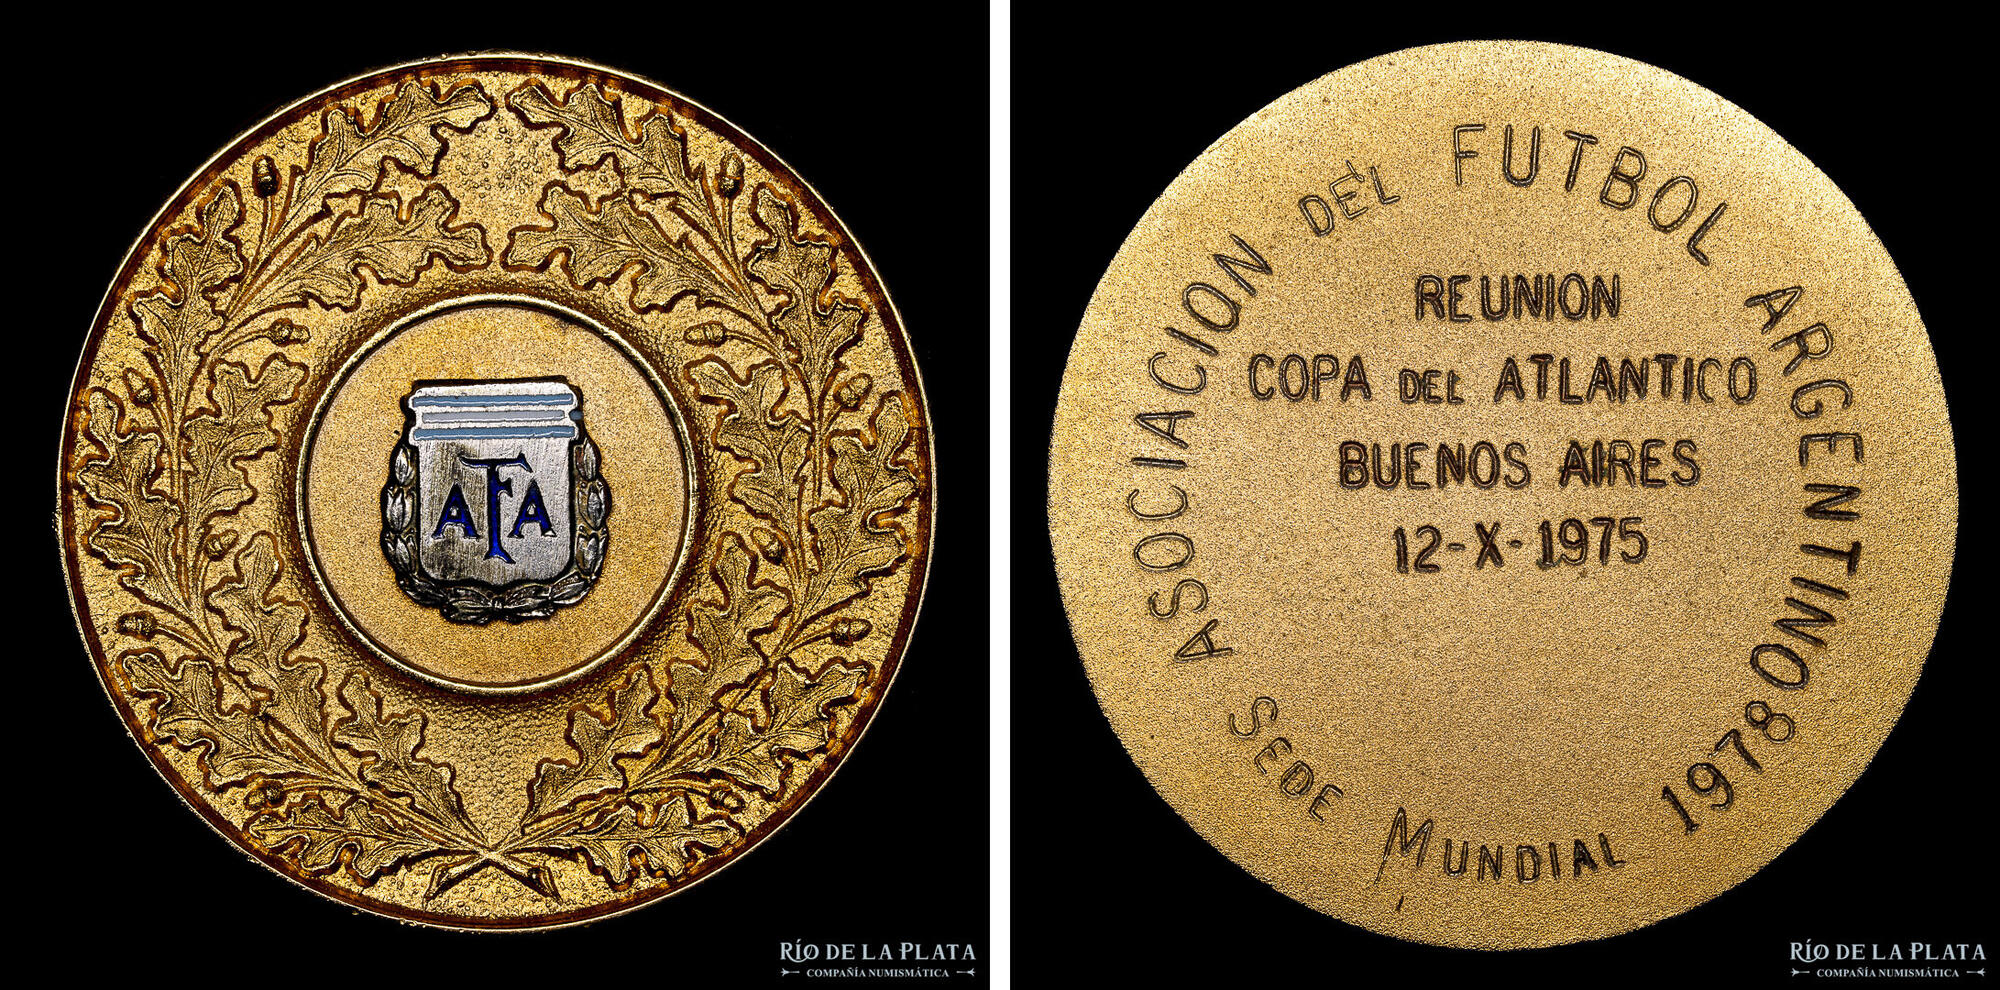 AFA
RÍO DE LA PLATA
COMPAÑÍA NUMISMÁTICA
ASOCIACION DEL FUTBOL ARGENTINO
REUNION
COPA DEL ATLANTICO
BUENOS AIRES
12-X-1975
SEDE MUNDIAL 1978
RÍO DE LA PLATA
COMPAÑÍA NUMISMÁTICA